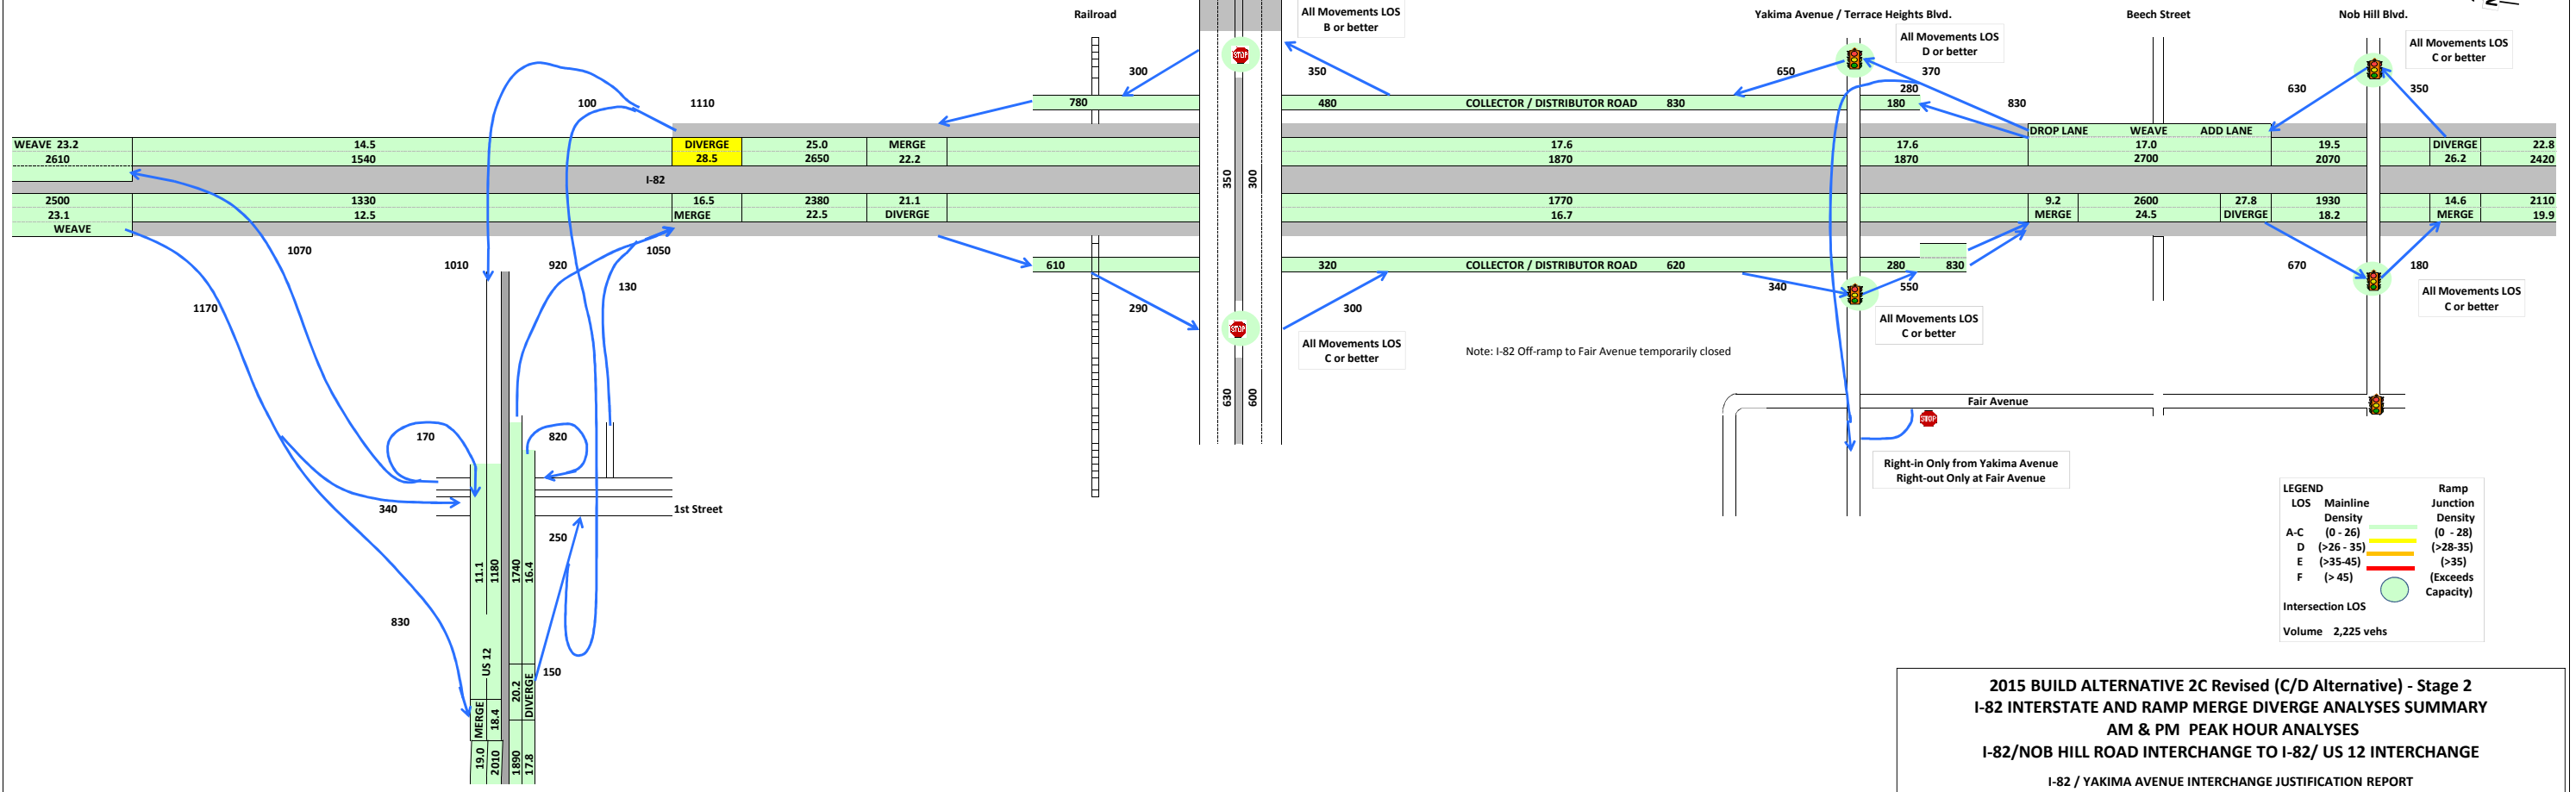 Railroad
All Movements LOS
B or better
Yakima Avenue / Terrace Heights Blvd.
Beech Street
Nob Hill Blvd.
N
STOP
All Movements LOS
D or better
All Movements LOS
C or better
300
350
650
370
280
630
350
100
1110
780
480
COLLECTOR / DISTRIBUTOR ROAD
830
180
830
DROP LANE
WEAVE
ADD LANE
WEAVE 23.2
14.5
DIVERGE
25.0
MERGE
17.6
17.6
17.0
19.5
DIVERGE
22.8
2610
1540
28.5
2650
22.2
1870
1870
2700
2070
26.2
2420
I-82
350
300
2500
1330
16.5
2380
21.1
1770
9.2
2600
27.8
1930
14.6
2110
23.1
12.5
MERGE
22.5
DIVERGE
16.7
MERGE
24.5
DIVERGE
18.2
MERGE
19.9
WEAVE
1070
1010
920
1050
130
610
320
COLLECTOR / DISTRIBUTOR ROAD
620
280
830
670
180
340
550
1170
290
300
STOP
All Movements LOS
C or better
All Movements LOS
C or better
All Movements LOS
C or better
Note: I-82 Off-ramp to Fair Avenue temporarily closed
630
600
Fair Avenue
STOP
170
820
Right-in Only from Yakima Avenue
Right-out Only at Fair Avenue
340
1st Street
250
11.1
1180
1740
16.4
830
US 12
150
MERGE
18.4
20.2
DIVERGE
19.0
2010
1890
17.8
LEGEND
Ramp
LOS Mainline Junction
Density Density
A-C (0 - 26) (0 - 28)
D (>26 - 35) (>28-35)
E (>35-45) (>35)
F (> 45) (Exceeds
Capacity)
Intersection LOS
Volume 2,225 vehs
2015 BUILD ALTERNATIVE 2C Revised (C/D Alternative) - Stage 2
I-82 INTERSTATE AND RAMP MERGE DIVERGE ANALYSES SUMMARY
AM & PM PEAK HOUR ANALYSES
I-82/NOB HILL ROAD INTERCHANGE TO I-82/ US 12 INTERCHANGE
I-82 / YAKIMA AVENUE INTERCHANGE JUSTIFICATION REPORT